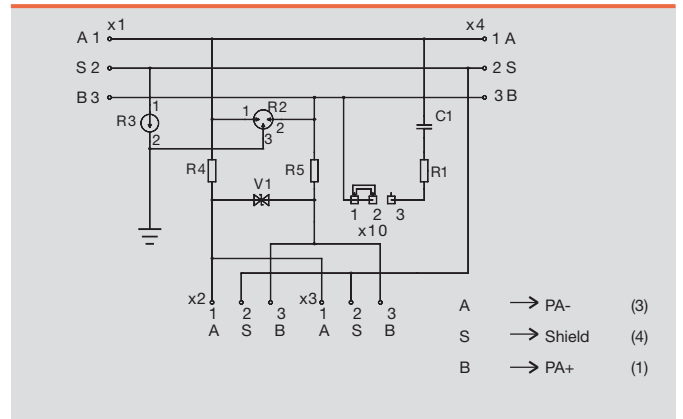 x1 x4
A 1 1 A
S 2 2 S
B 3 3 B
R3 1 2
1 R2 2 3
C1
R4 R5 R1
V1
1 2 3
x10
x2 1 2 3 x3 1 2 3
A S B A S B
A → PA- (3)
S → Shield (4)
B → PA+ (1)